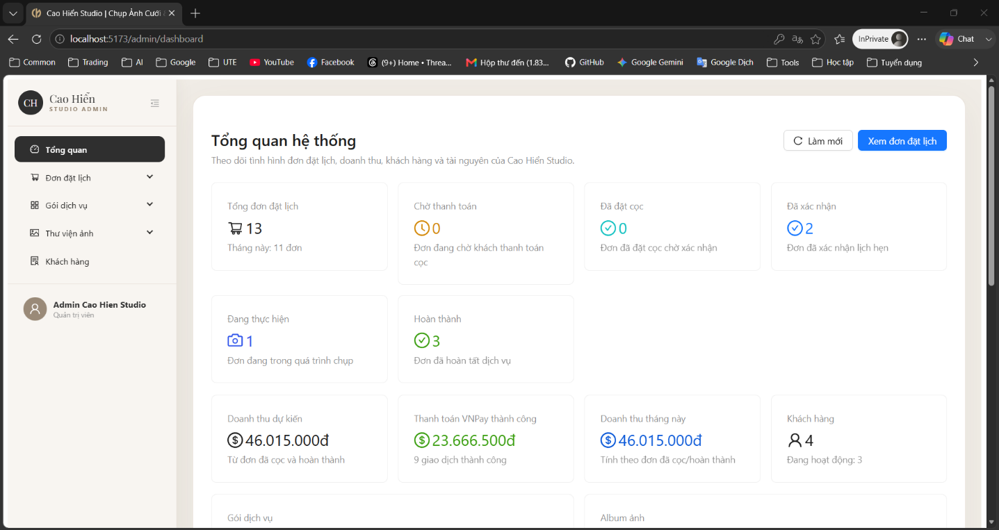 Cao Hiển Studio | Chụp Ảnh Cưới
localhost:5173/admin/dashboard
InPrivate
Chat
Common
Trading
AI
Google
UTE
YouTube
Facebook
(9+) Home • Threa...
Hộp thư đến (1.83...
GitHub
Google Gemini
Google Dịch
Tools
Học tập
Tuyển dụng
CH
Cao Hiển
STUDIO ADMIN
Tổng quan
Đơn đặt lịch
Gói dịch vụ
Thư viện ảnh
Khách hàng
Admin Cao Hien Studio
Quản trị viên
Tổng quan hệ thống
Theo dõi tình hình đơn đặt lịch, doanh thu, khách hàng và tài nguyên của Cao Hiển Studio.
Làm mới
Xem đơn đặt lịch
Tổng đơn đặt lịch
13
Tháng này: 11 đơn
Chờ thanh toán
0
Đơn đang chờ khách thanh toán
cọc
Đã đặt cọc
0
Đơn đã đặt cọc chờ xác nhận
Đã xác nhận
2
Đơn đã xác nhận lịch hẹn
Đang thực hiện
1
Đơn đang trong quá trình chụp
Hoàn thành
3
Đơn đã hoàn tất dịch vụ
Doanh thu dự kiến
46.015.000đ
Từ đơn đã cọc và hoàn thành
Thanh toán VNPay thành công
23.666.500đ
9 giao dịch thành công
Doanh thu tháng này
46.015.000đ
Tính theo đơn đã cọc/hoàn thành
Khách hàng
4
Đang hoạt động: 3
Gói dịch vụ
Album ảnh